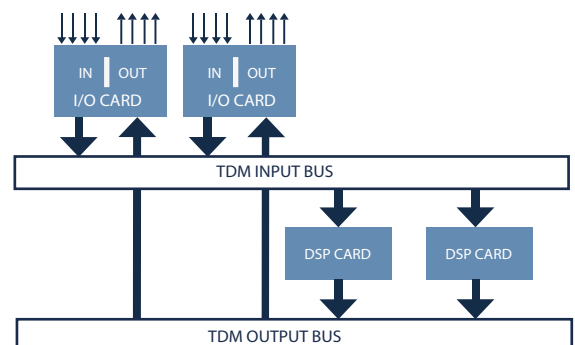 IN OUT
I/O CARD
IN OUT
I/O CARD
TDM INPUT BUS
DSP CARD
DSP CARD
TDM OUTPUT BUS